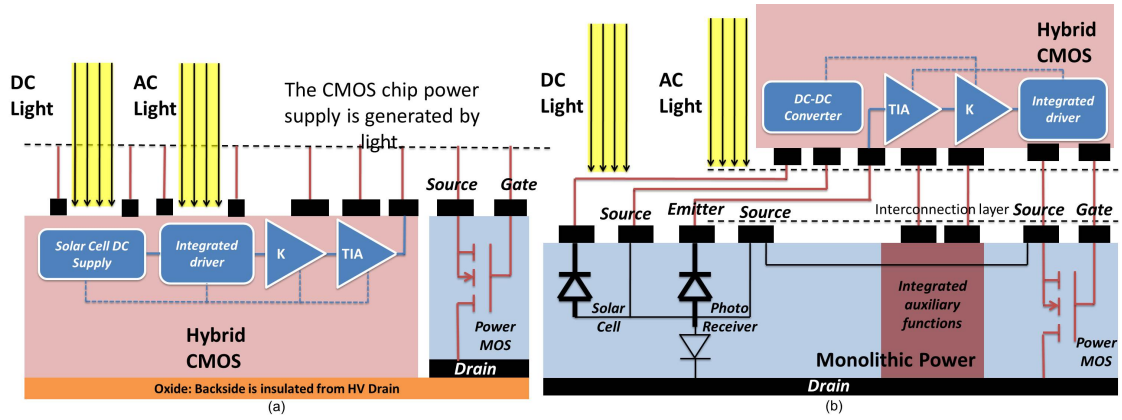 DC
Light
AC
Light
The CMOS chip power
supply is generated by
light.
Source
Gate
Solar Cell DC
Supply
Integrated
driver
K
TIA
Hybrid
CMOS
Power
MOS
Drain
Oxide: Backside is insulated from HV Drain
(a)
DC
Light
AC
Light
Hybrid
CMOS
DC-DC
Converter
TIA
K
Integrated
driver
Source
Emitter
Source
Interconnection layer
Source
Gate
Solar
Cell
Photo
Receiver
Integrated
auxiliary
functions
Power
MOS
Monolithic Power
Drain
(b)